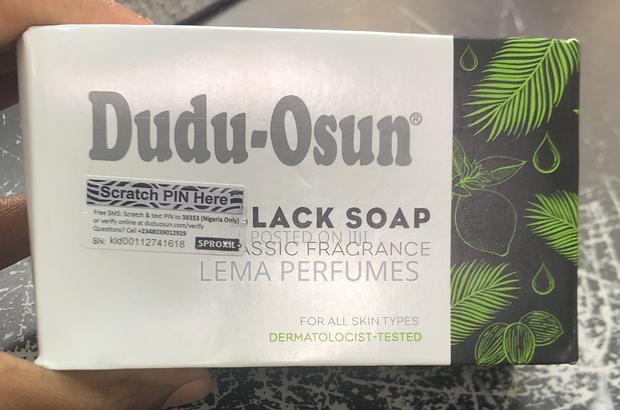 Dudu-Osun®
Scratch PIN Here
Free SMS: Scratch & text PIN to 38353 (Nigeria Only)
or verify online at duduosun.com/verify
Questions? Call +2348039012929
SN: kld00112741618 SPROXIL
LACK SOAP
POSTED ON
ASSIC FRAGRANCE
LEMA PERFUMES
FOR ALL SKIN TYPES
DERMATOLOGIST-TESTED